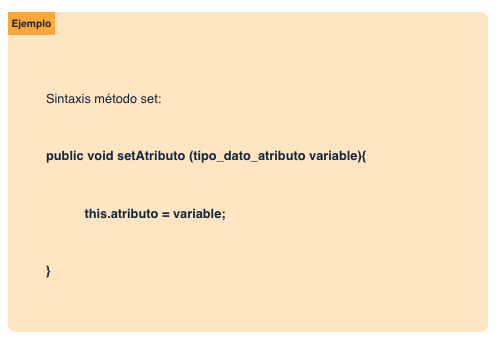 Ejemplo
Sintaxis método set:
public void setAtributo (tipo_dato_atributo variable){
this.atributo = variable;
}